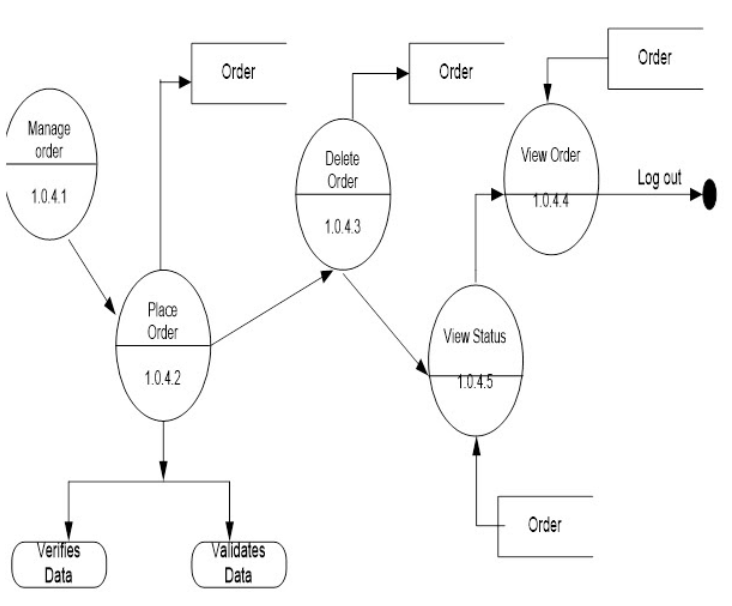 Order
Order
Order
Manage
order
1.0.4.1
Delete
Order
1.0.4.3
View Order
1.0.4.4
Log out
Place
Order
1.0.4.2
View Status
1.0.4.5
Order
Verifies
Data
Validates
Data